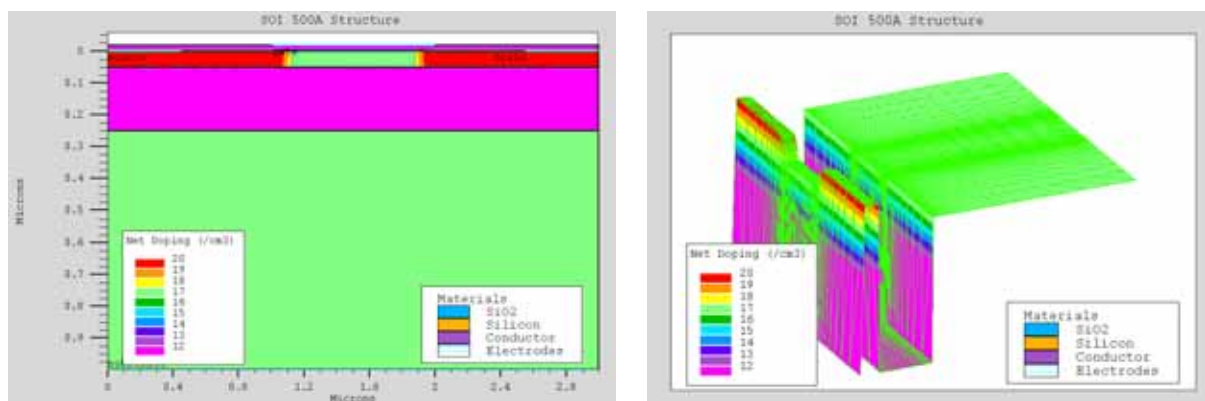 SOI 500A Structure
0
0.1
0.2
0.3
0.4
0.5
0.6
0.7
0.8
0.9
Microns
Net Doping (/cm3)
20
19
18
17
16
15
14
13
12
Materials
SiO2
Silicon
Conductor
Electrodes
0
0.4
0.8
1.2
1.6
2
2.4
2.8
Microns
SOI 500A Structure
Net Doping (/cm3)
20
19
18
17
16
15
14
13
12
Materials
SiO2
Silicon
Conductor
Electrodes